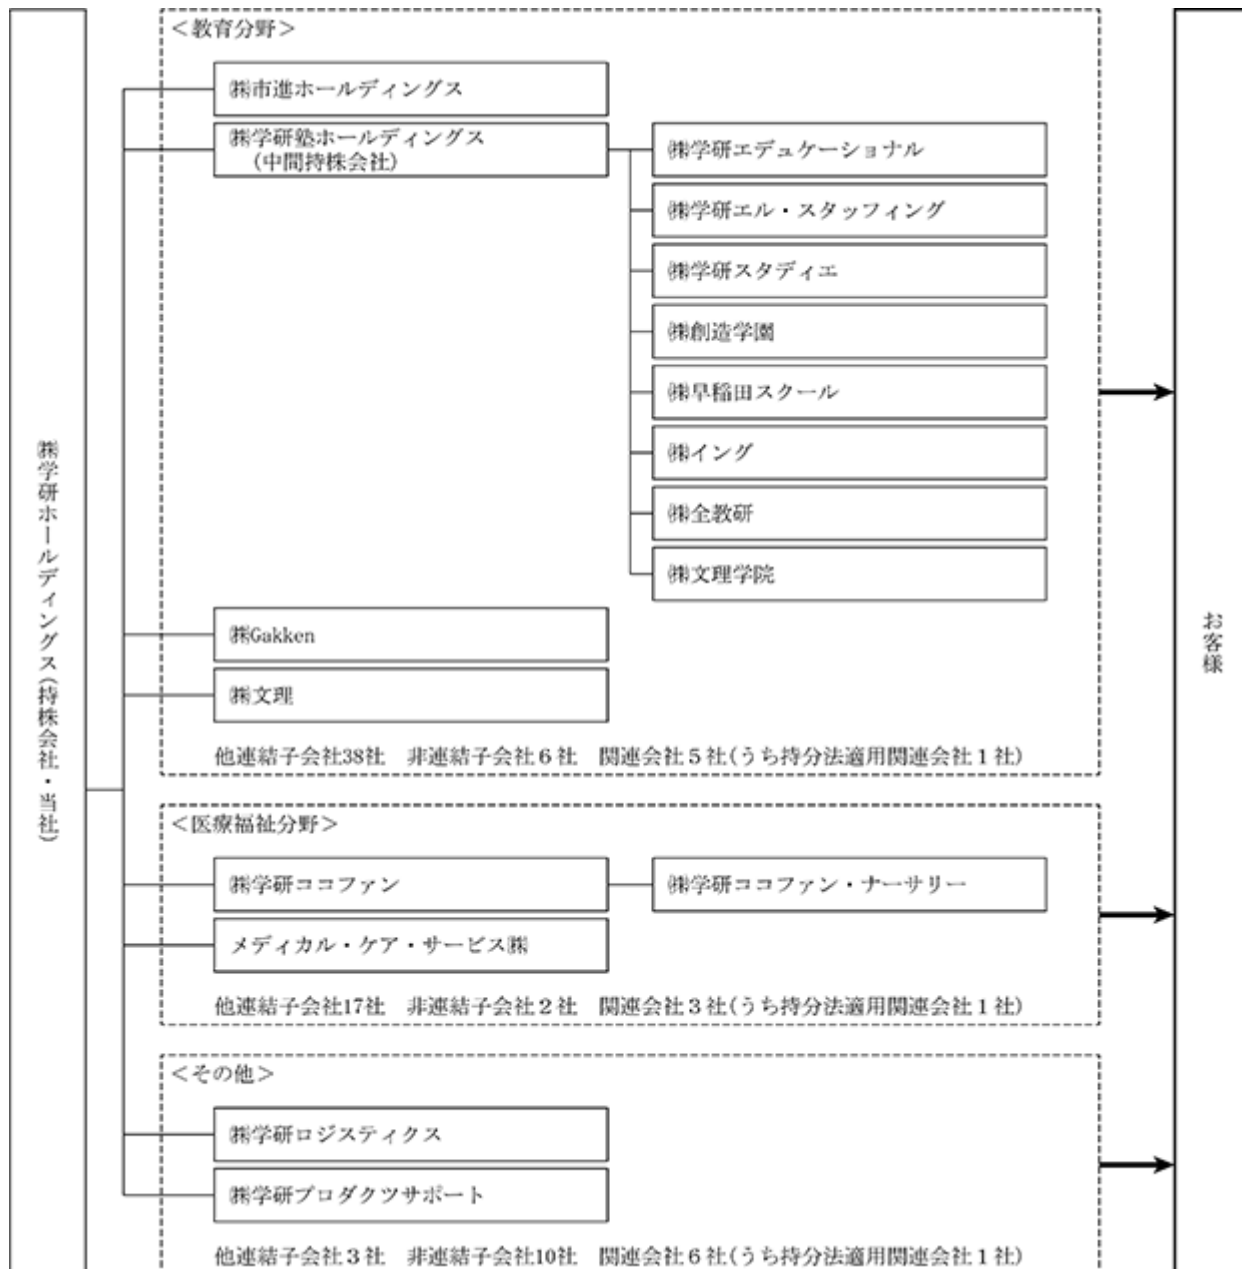 ㈱学研ホールディングス(持株会社・当社)
＜教育分野＞
㈱市進ホールディングス
㈱学研塾ホールディングス
(中間持株会社)
㈱学研エデュケーショナル
㈱学研エル・スタッフィング
㈱学研スタディエ
㈱創造学園
㈱早稲田スクール
㈱イング
㈱全教研
㈱文理学院
㈱Gakken
㈱文理
他連結子会社38社　非連結子会社６社　関連会社５社(うち持分法適用関連会社１社)
＜医療福祉分野＞
㈱学研ココファン
㈱学研ココファン・ナーサリー
メディカル・ケア・サービス㈱
他連結子会社17社　非連結子会社２社　関連会社３社(うち持分法適用関連会社１社)
＜その他＞
㈱学研ロジスティクス
㈱学研プロダクツサポート
他連結子会社３社　非連結子会社10社　関連会社６社(うち持分法適用関連会社１社)
お客様